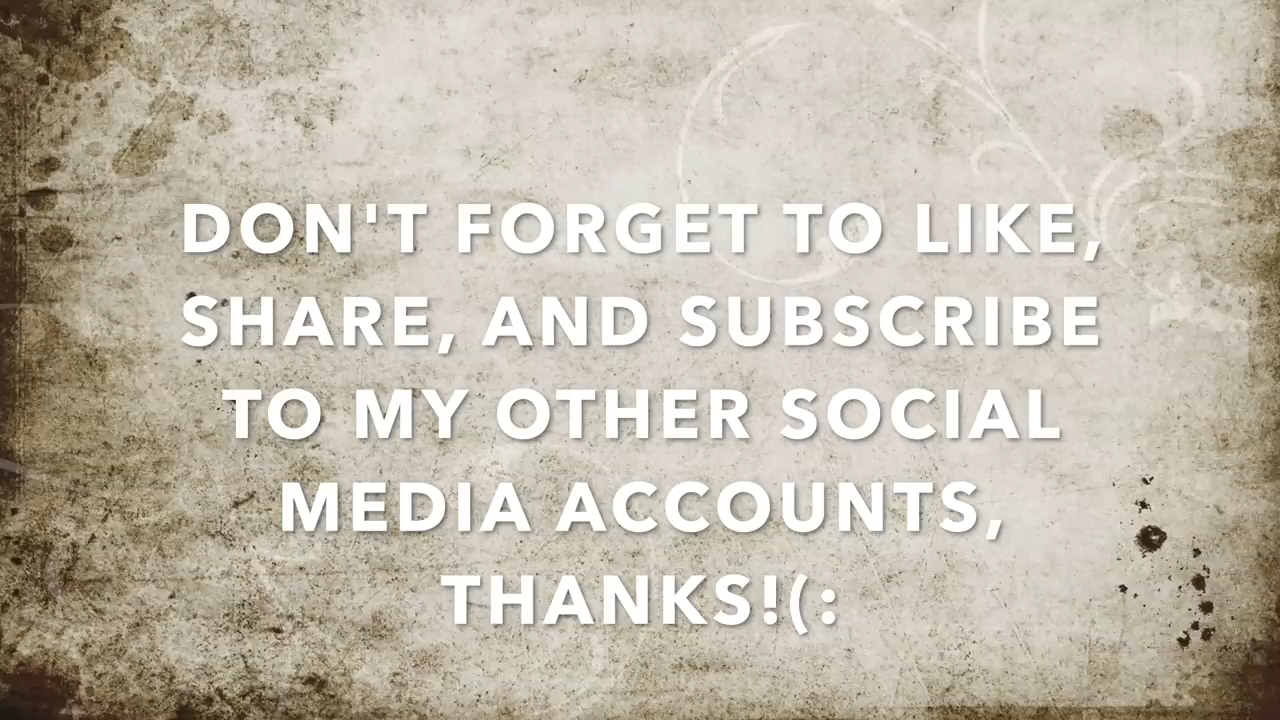 DON'T FORGET TO LIKE,
SHARE, AND SUBSCRIBE
TO MY OTHER SOCIAL
MEDIA ACCOUNTS,
THANKS!(: